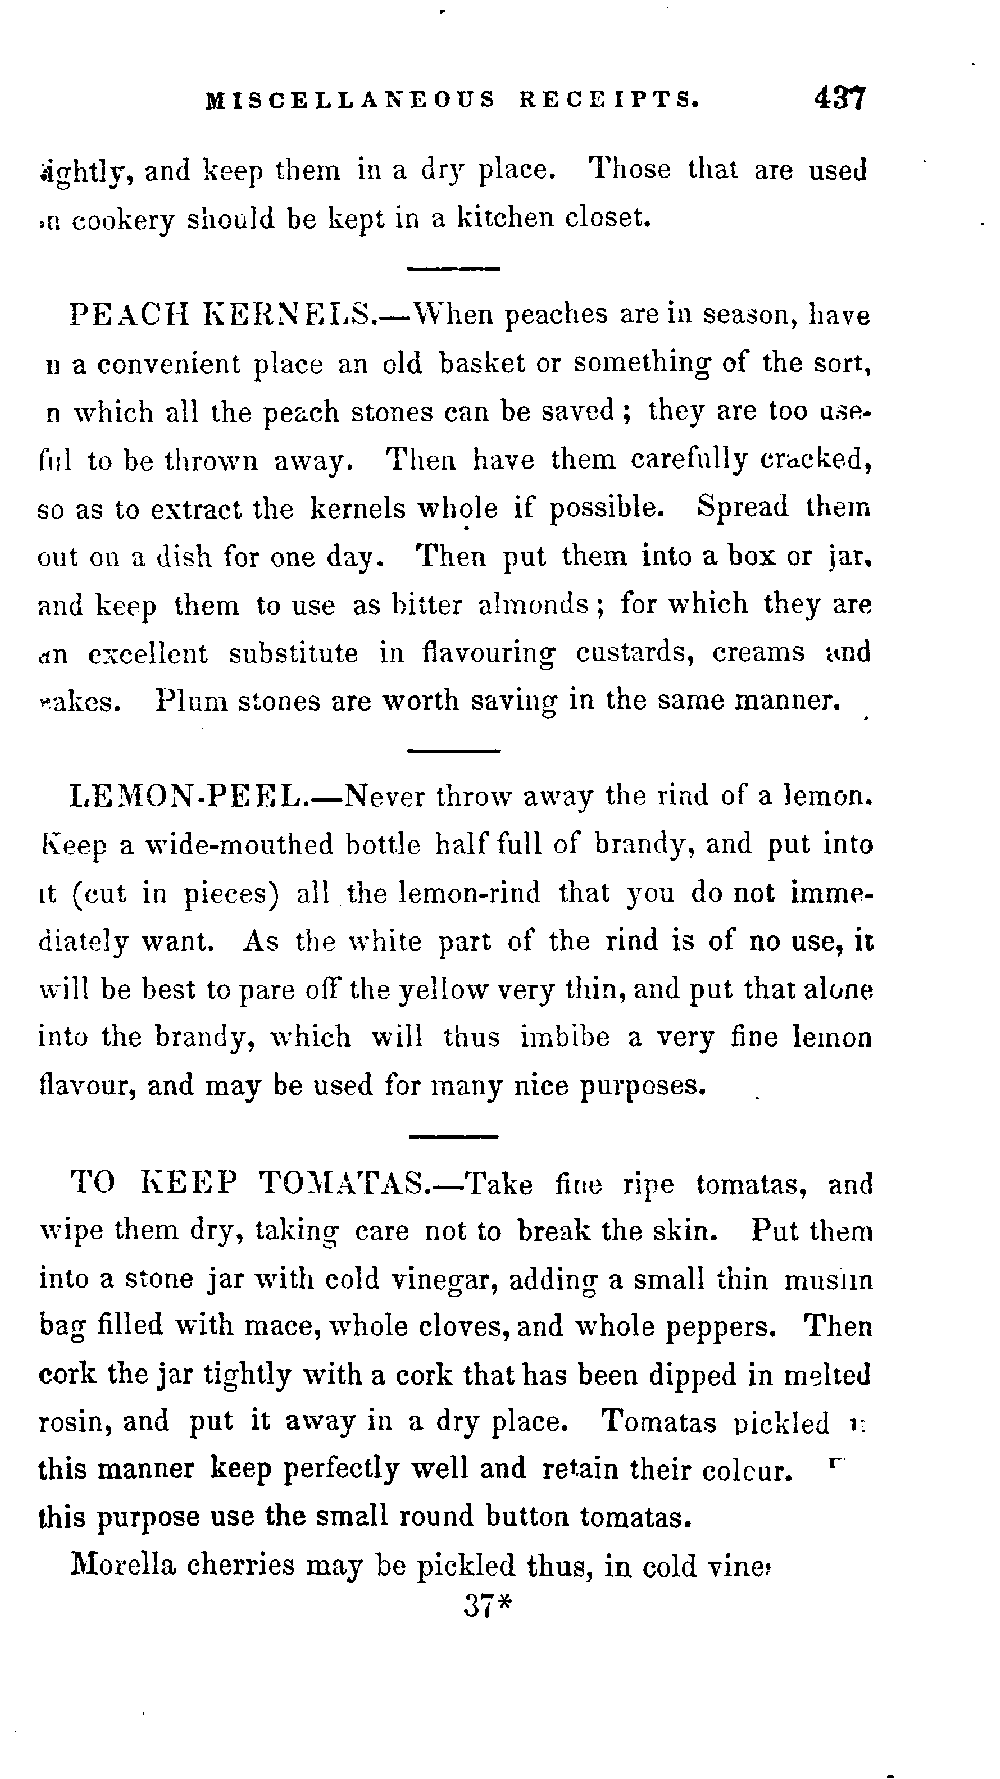 MISCELLANEOUS RECEIPTS. 437
tightly, and keep them in a dry place. Those that are used
in cookery should be kept in a kitchen closet.
PEACH KERNELS.—When peaches are in season, have
n a convenient place an old basket or something of the sort,
n which all the peach stones can be saved; they are too use-
ful to be thrown away. Then have them carefully cracked,
so as to extract the kernels whole if possible. Spread them
out on a dish for one day. Then put them into a box or jar,
and keep them to use as bitter almonds; for which they are
an excellent substitute in flavouring custards, creams and
cakes. Plum stones are worth saving in the same manner.
LEMON-PEEL.—Never throw away the rind of a lemon.
Keep a wide-mouthed bottle half full of brandy, and put into
it (cut in pieces) all the lemon-rind that you do not imme-
diately want. As the white part of the rind is of no use, it
will be best to pare off the yellow very thin, and put that alone
into the brandy, which will thus imbibe a very fine lemon
flavour, and may be used for many nice purposes.
TO KEEP TOMATAS.—Take fine ripe tomatas, and
wipe them dry, taking care not to break the skin. Put them
into a stone jar with cold vinegar, adding a small thin muslin
bag filled with mace, whole cloves, and whole peppers. Then
cork the jar tightly with a cork that has been dipped in melted
rosin, and put it away in a dry place. Tomatas pickled in
this manner keep perfectly well and retain their colour.
this purpose use the small round button tomatas.
Morella cherries may be pickled thus, in cold vine
37*